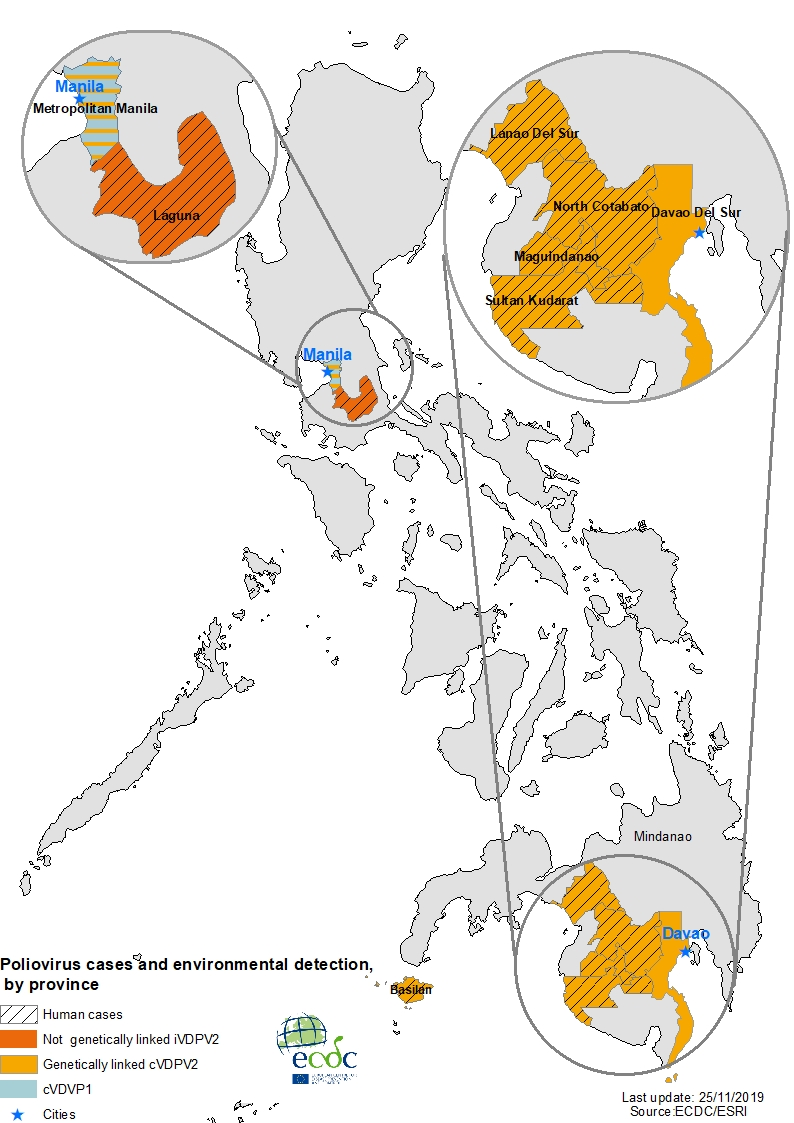 Manila
Metropolitan Manila
Laguna
Lanao Del Sur
North Cotabato
Davao Del Sur
Maguindanao
Sultan Kudarat
Manila
Mindanao
Davao
Basilan
Poliovirus cases and environmental detection,
by province
Human cases
Not genetically linked iVDPV2
Genetically linked cVDPV2
cVDVP1
Cities
ecdc
Last update: 25/11/2019
Source:ECDC/ESRI